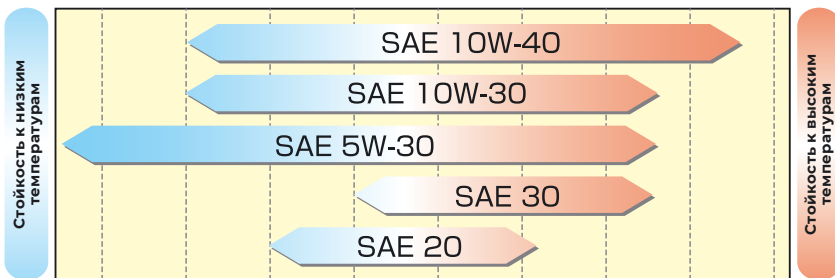 Стойкость к низким
температурам
SAE 10W-40
SAE 10W-30
SAE 5W-30
SAE 30
SAE 20
Стойкость к высоким
температурам